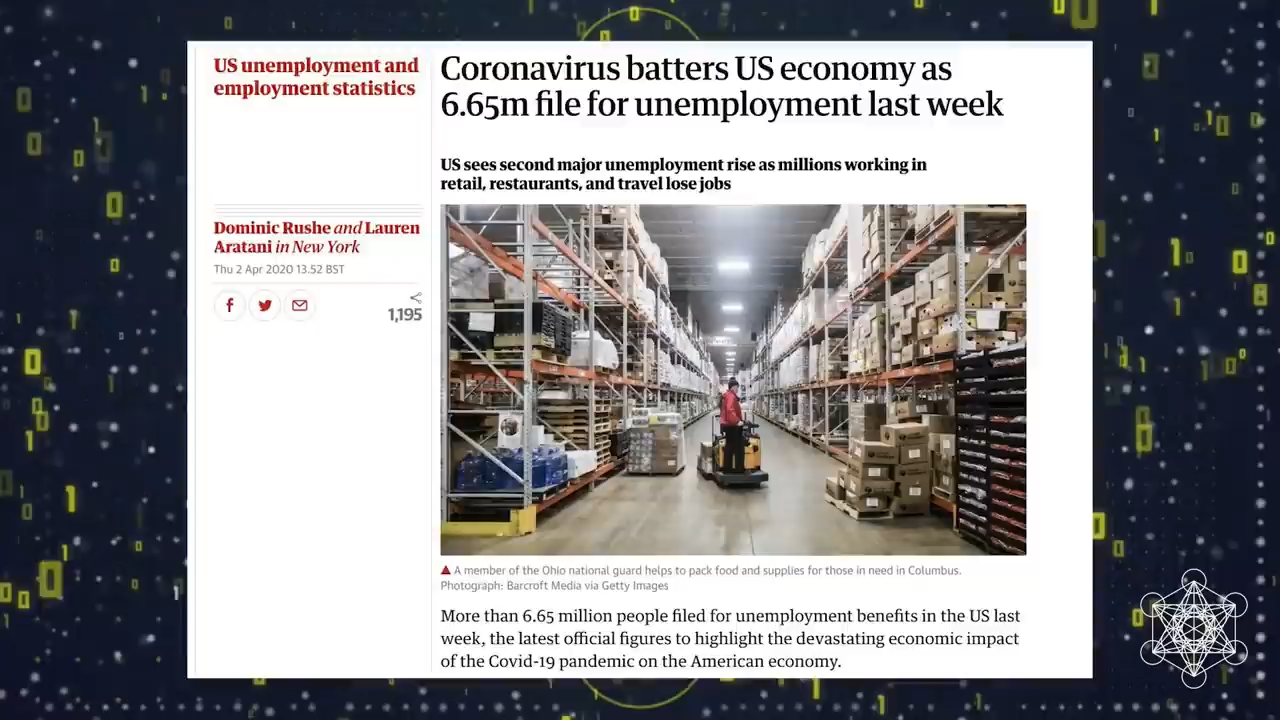 US unemployment and
employment statistics
Coronavirus batters US economy as
6.65m file for unemployment last week
US sees second major unemployment rise as millions working in
retail, restaurants, and travel lose jobs
Dominic Rushe and Lauren
Aratani in New York
Thu 2 Apr 2020 13.52 BST
1,195
A member of the Ohio national guard helps to pack food and supplies for those in need in Columbus.
Photograph: Barcroft Media via Getty Images
More than 6.65 million people filed for unemployment benefits in the US last
week, the latest official figures to highlight the devastating economic impact
of the Covid-19 pandemic on the American economy.